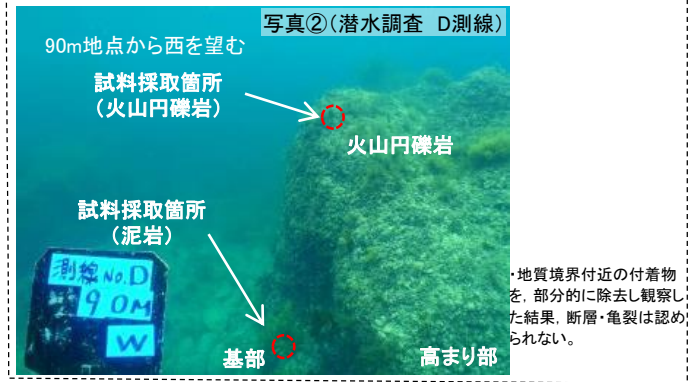 写真②(潜水調査 D測線)
90m地点から西を望む
試料採取箇所
(火山円礫岩)
火山円礫岩
試料採取箇所
(泥岩)
測線No.D
90M
W
基部
高まり部
・地質境界付近の付着物
を，部分的に除去し観察し
た結果，断層・亀裂は認め
られない。